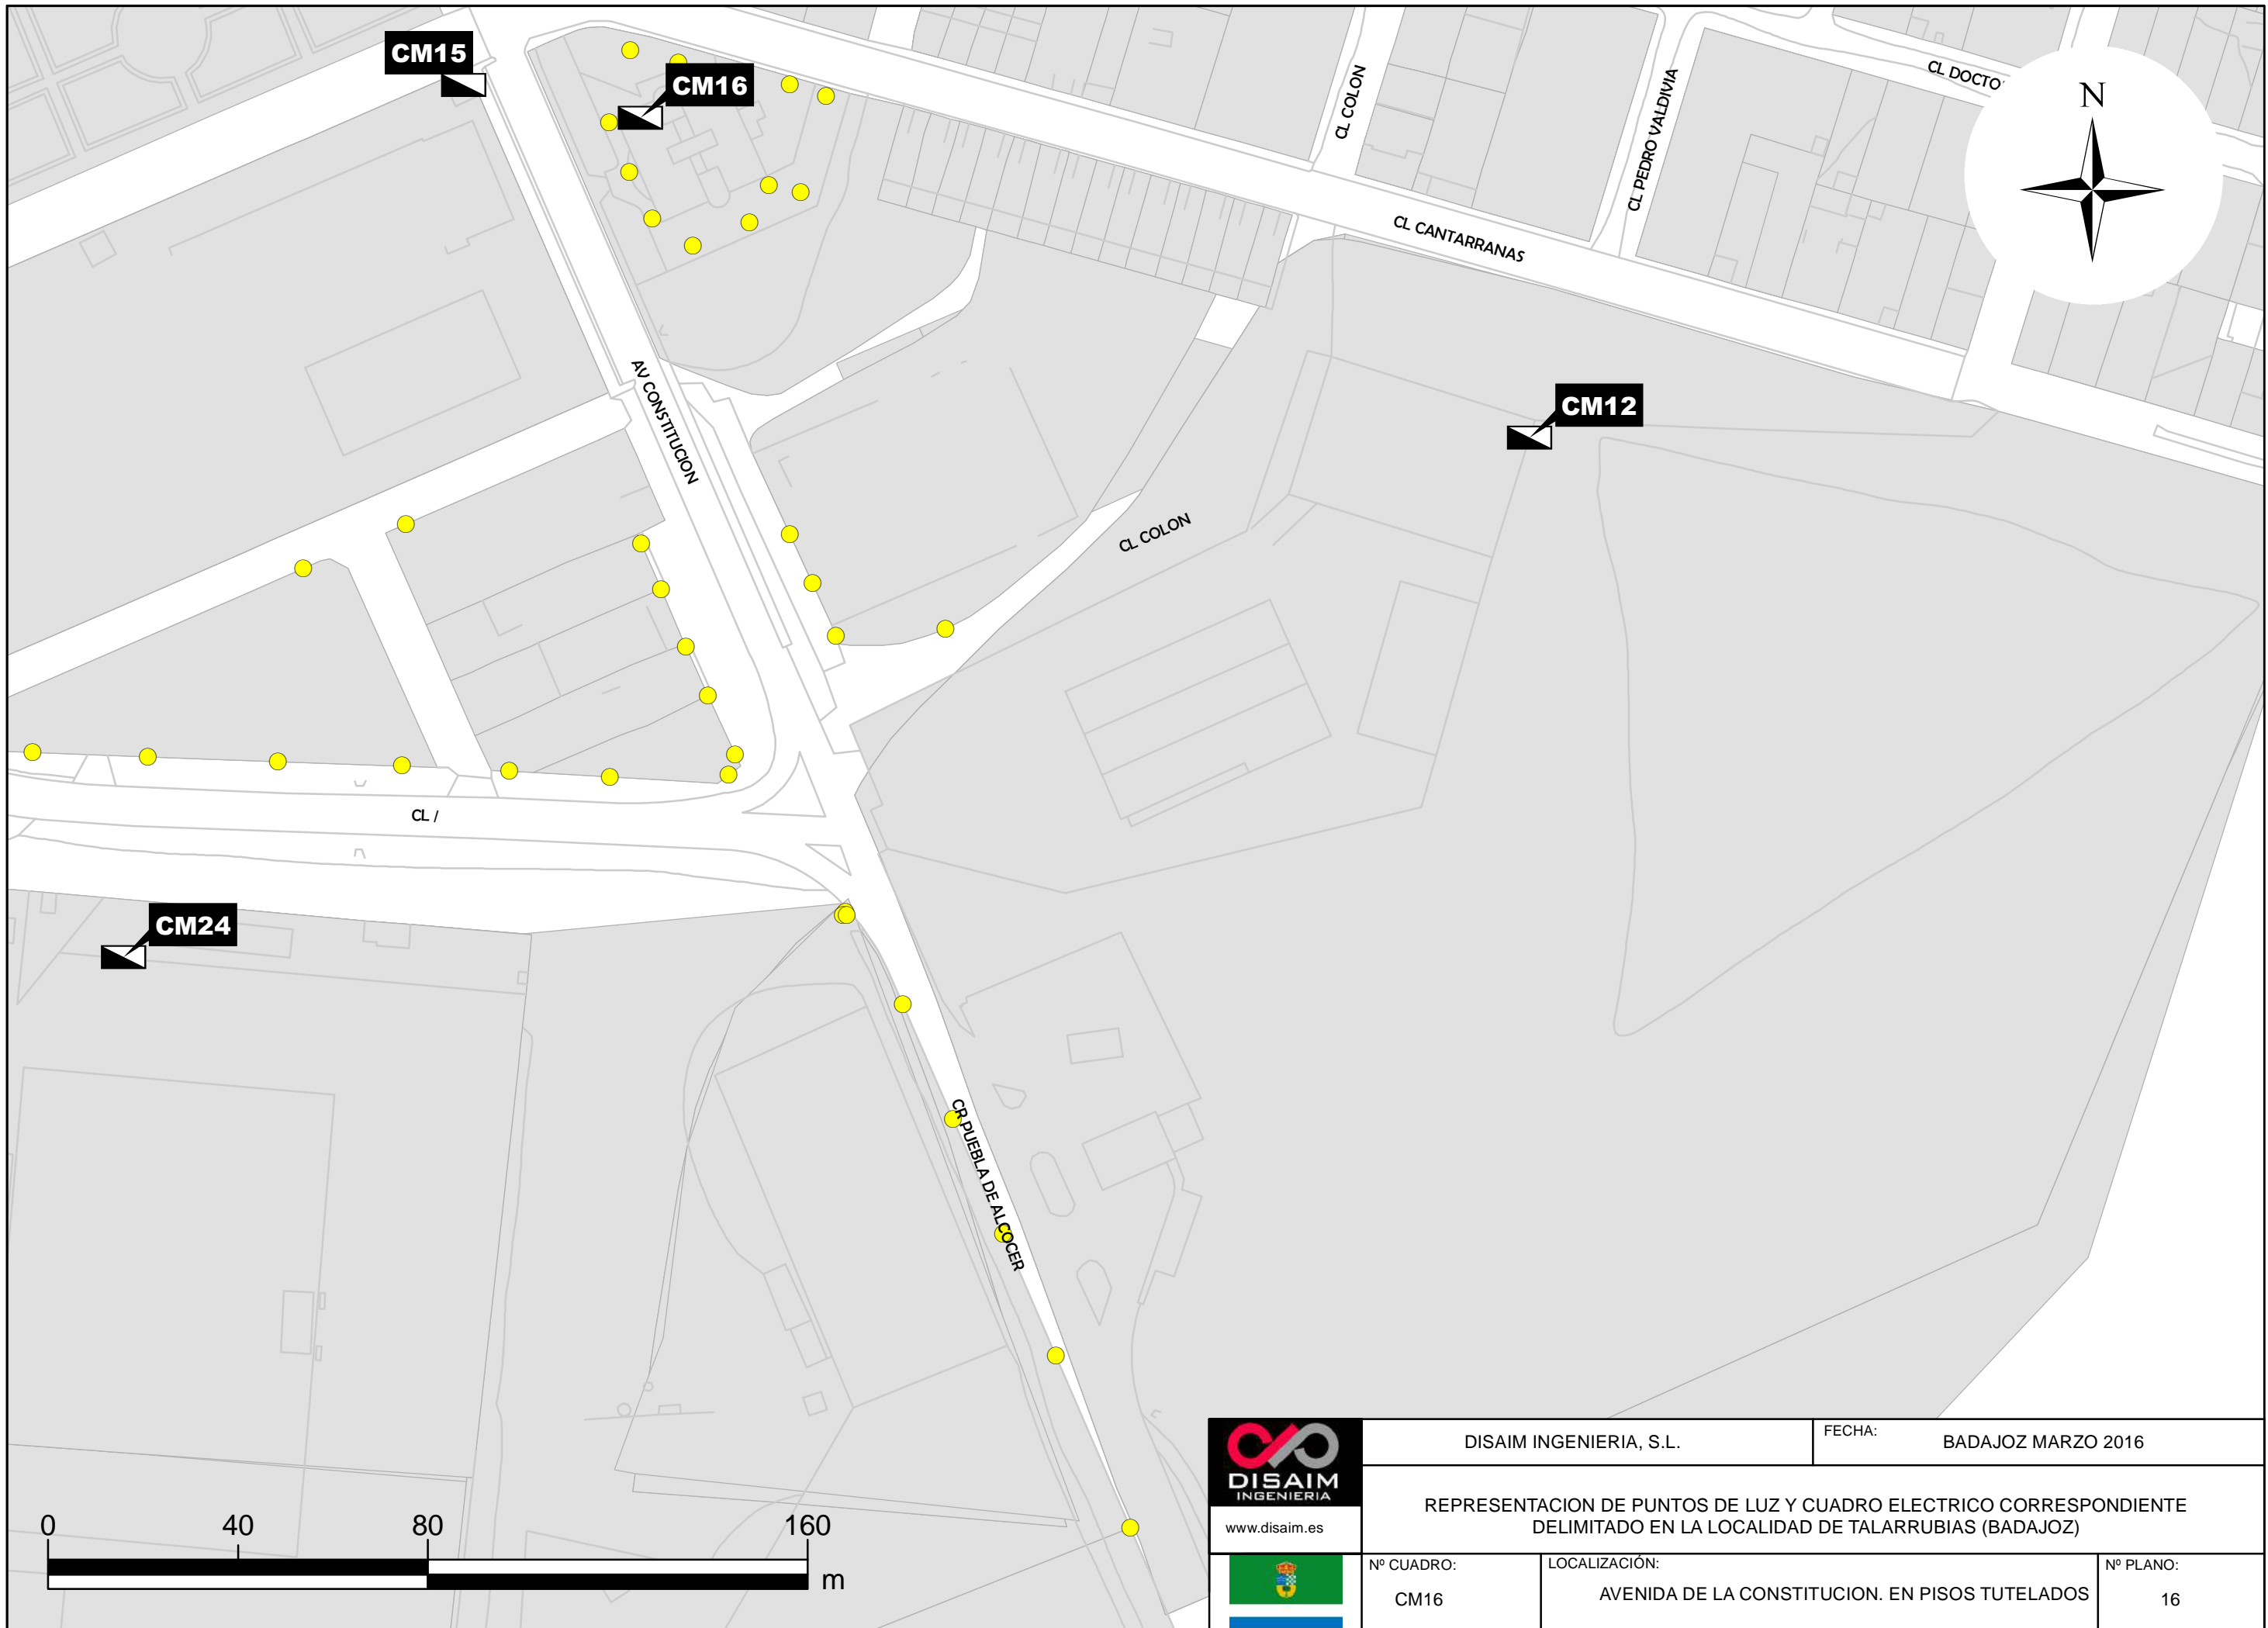 CM15
CM16
CL COLON
CL PEDRO VALDIVIA
CL DOCTO
N
CL CANTARRANAS
AV CONSTITUCION
CM12
CL COLON
CL /
CM24
CR PUEBLA DE ALCOCER
0 40 80 160
m
DISAIM
INGENIERIA
www.disaim.es
DISAIM INGENIERIA, S.L.
FECHA: BADAJOZ MARZO 2016
REPRESENTACION DE PUNTOS DE LUZ Y CUADRO ELECTRICO CORRESPONDIENTE
DELIMITADO EN LA LOCALIDAD DE TALARRUBIAS (BADAJOZ)
Nº CUADRO:
CM16
LOCALIZACIÓN:
AVENIDA DE LA CONSTITUCION. EN PISOS TUTELADOS
Nº PLANO:
16